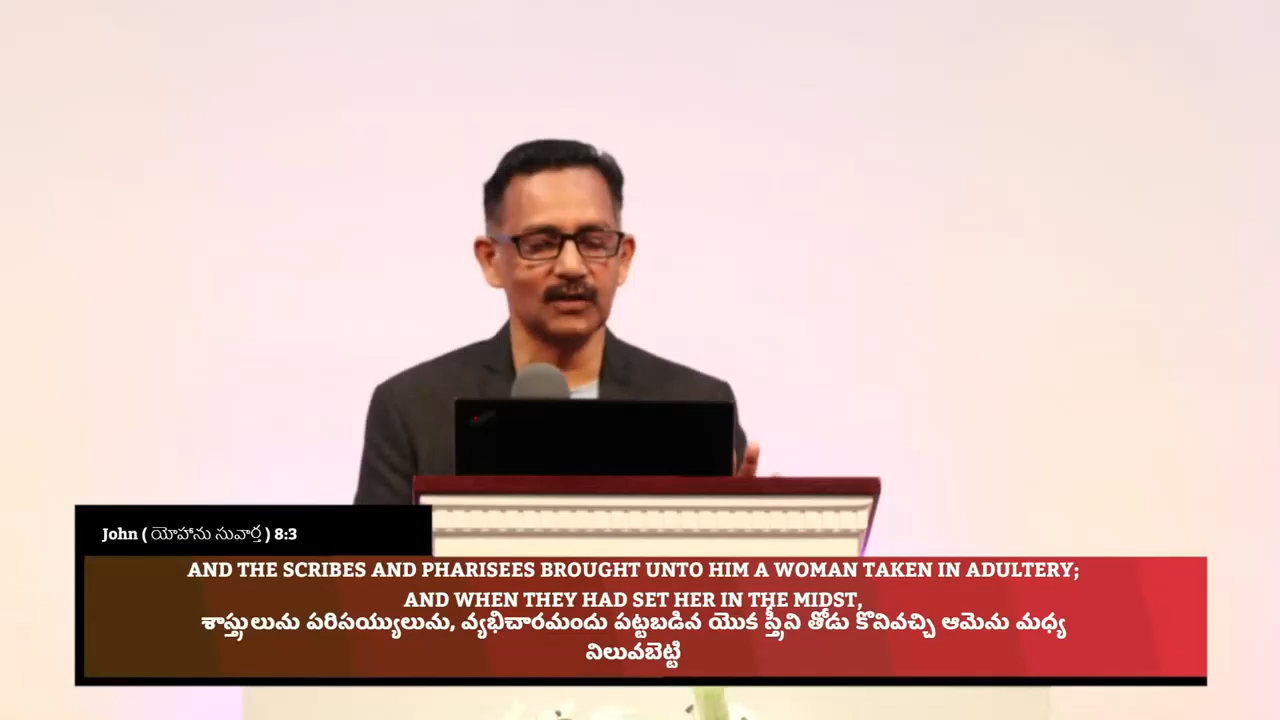 John ( యోహాను సువార్త ) 8:3
AND THE SCRIBES AND PHARISEES BROUGHT UNTO HIM A WOMAN TAKEN IN ADULTERY;
AND WHEN THEY HAD SET HER IN THE MIDST,
శాస్త్రులును పరిసయ్యులును, వ్యభిచారమందు పట్టబడిన యొక స్త్రీని తోడు కొనివచ్చి ఆమెను మధ్య
నిలువబెట్టి